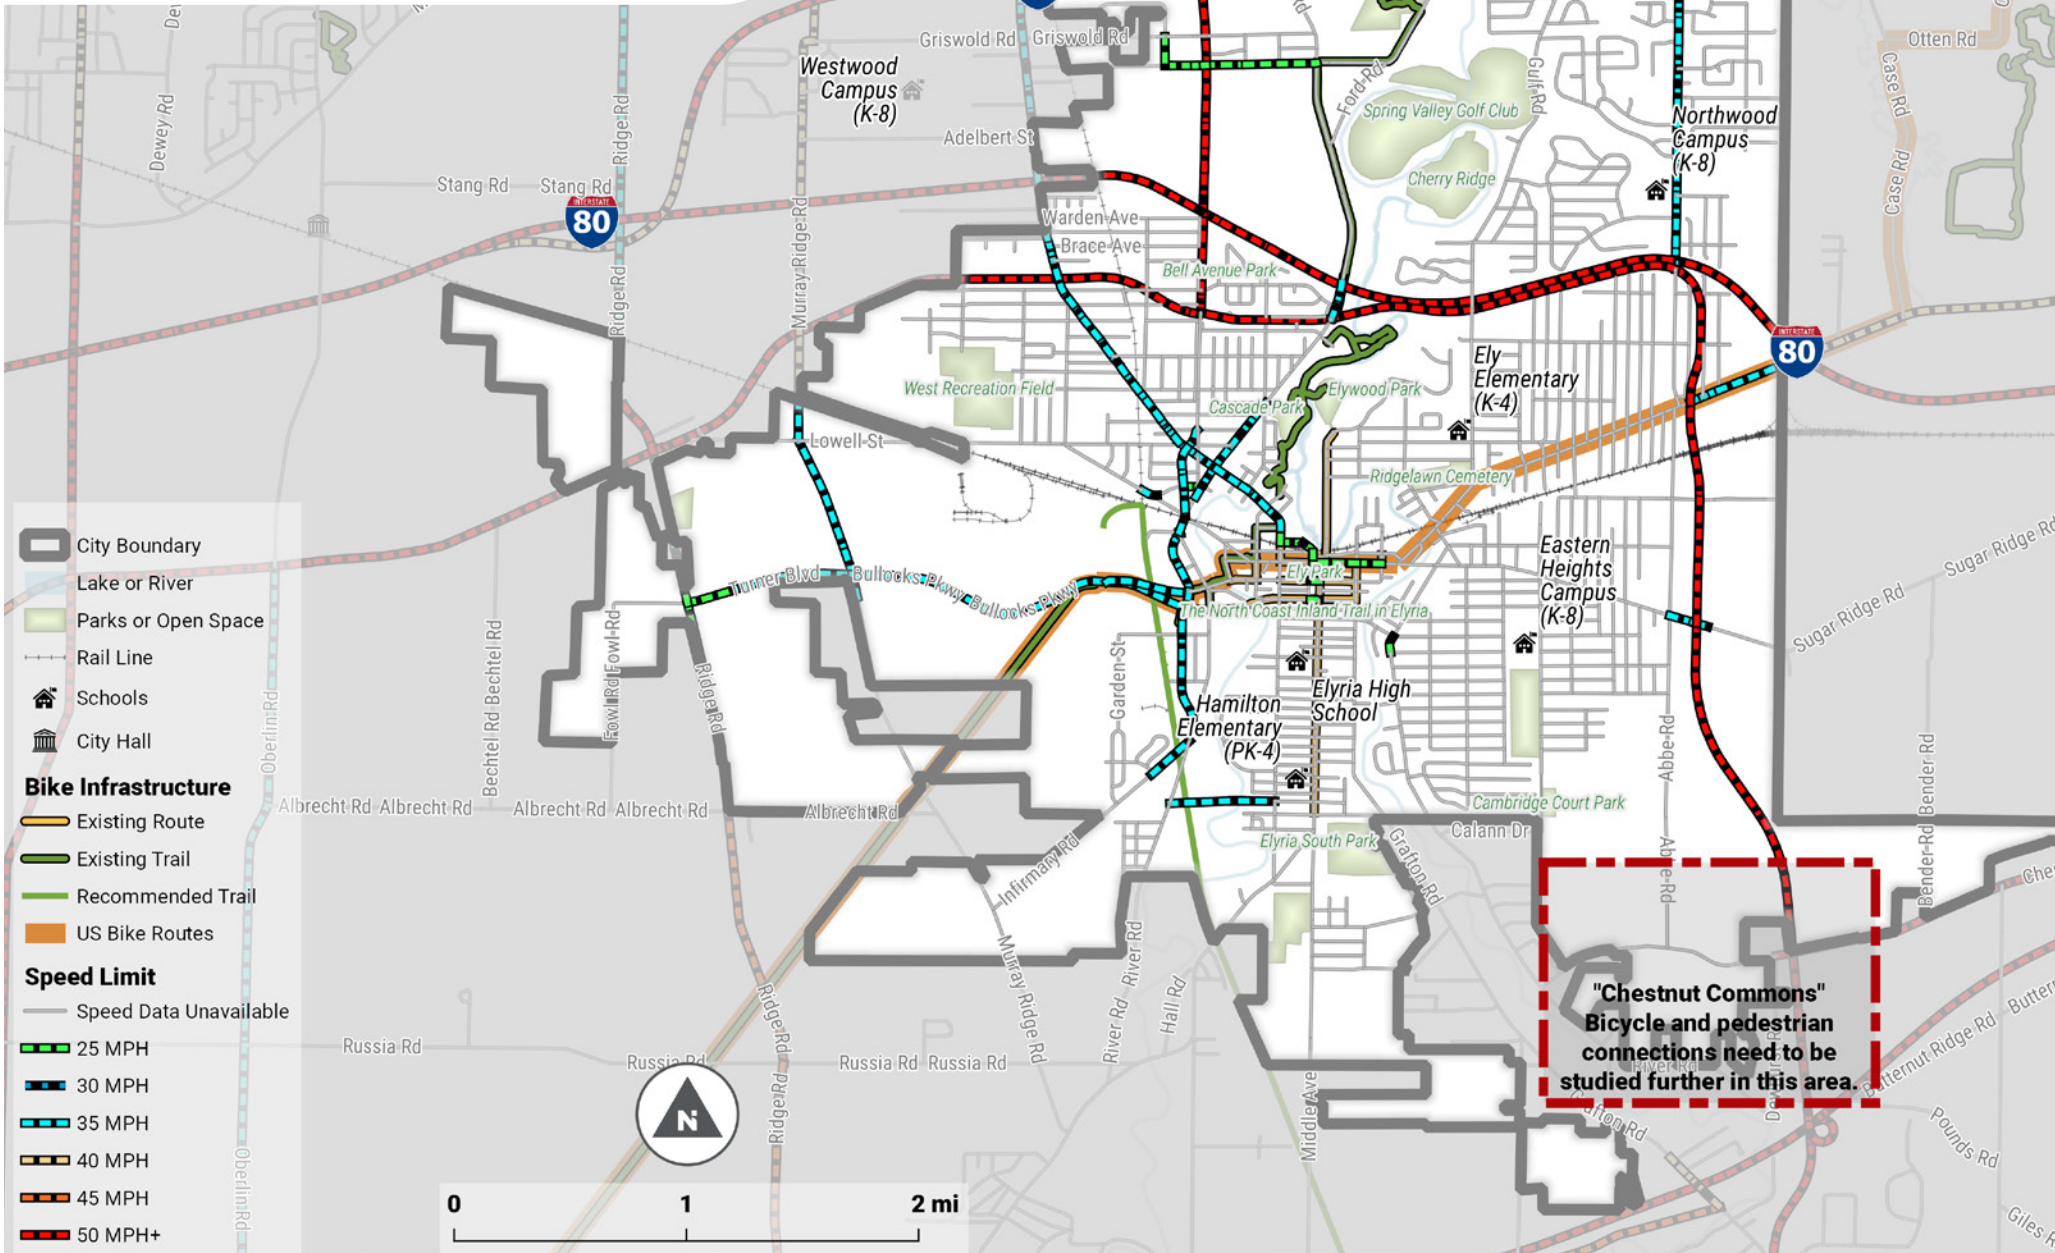 Griswold Rd
Griswold Rd
Otten Rd
Westwood
Campus
(K-8)
Dewey Rd
Ridge Rd
Ford Rd
Gulf Rd
Case Rd
Spring Valley Golf Club
Northwood
Campus
(K-8)
Adelbert St
Cherry Ridge
Stang Rd
Stang Rd
Case Rd
INTERSTATE
80
Murray Ridge Rd
Warden Ave
Brace Ave
Bell Avenue Park
Ridge Rd
INTERSTATE
80
Ely
Elementary
(K-4)
West Recreation Field
Elywood Park
Cascade Park
Lowell St
Ridgelawn Cemetery
Sugar Ridge Rd
Eastern
Heights
Campus
(K-8)
Turner Blvd
Bullocks Pkwy
Bullocks Pkwy
Ely Park
The North Coast Inland Trail in Elyria
Sugar Ridge Rd
Bechtel Rd
Bechtel Rd
Fowl Rd
Fowl Rd
Ridge Rd
Garden St
Hamilton
Elementary
(PK-4)
Elyria High
School
Oberlin Rd
Abbe Rd
Bender Rd
Bender Rd
Albrecht Rd
Albrecht Rd
Albrecht Rd
Albrecht Rd
Albrecht Rd
Cambridge Court Park
Calann Dr
Elyria South Park
Grafton Rd
Infirmary Rd
Abbe Rd
Murray Ridge Rd
River Rd
River Rd
Hall Rd
Ridge Rd
Ridge Rd
Russia Rd
Russia Rd
Russia Rd
Russia Rd
Middle Ave
"Chestnut Commons"
Bicycle and pedestrian
connections need to be
studied further in this area.
River Rd
Butternut Ridge Rd
Grafton Rd
Pounds Rd
Oberlin Rd
City Boundary
Lake or River
Parks or Open Space
Rail Line
Schools
City Hall
Bike Infrastructure
Existing Route
Existing Trail
Recommended Trail
US Bike Routes
Speed Limit
Speed Data Unavailable
25 MPH
30 MPH
35 MPH
40 MPH
45 MPH
50 MPH+
N
0 1 2 mi